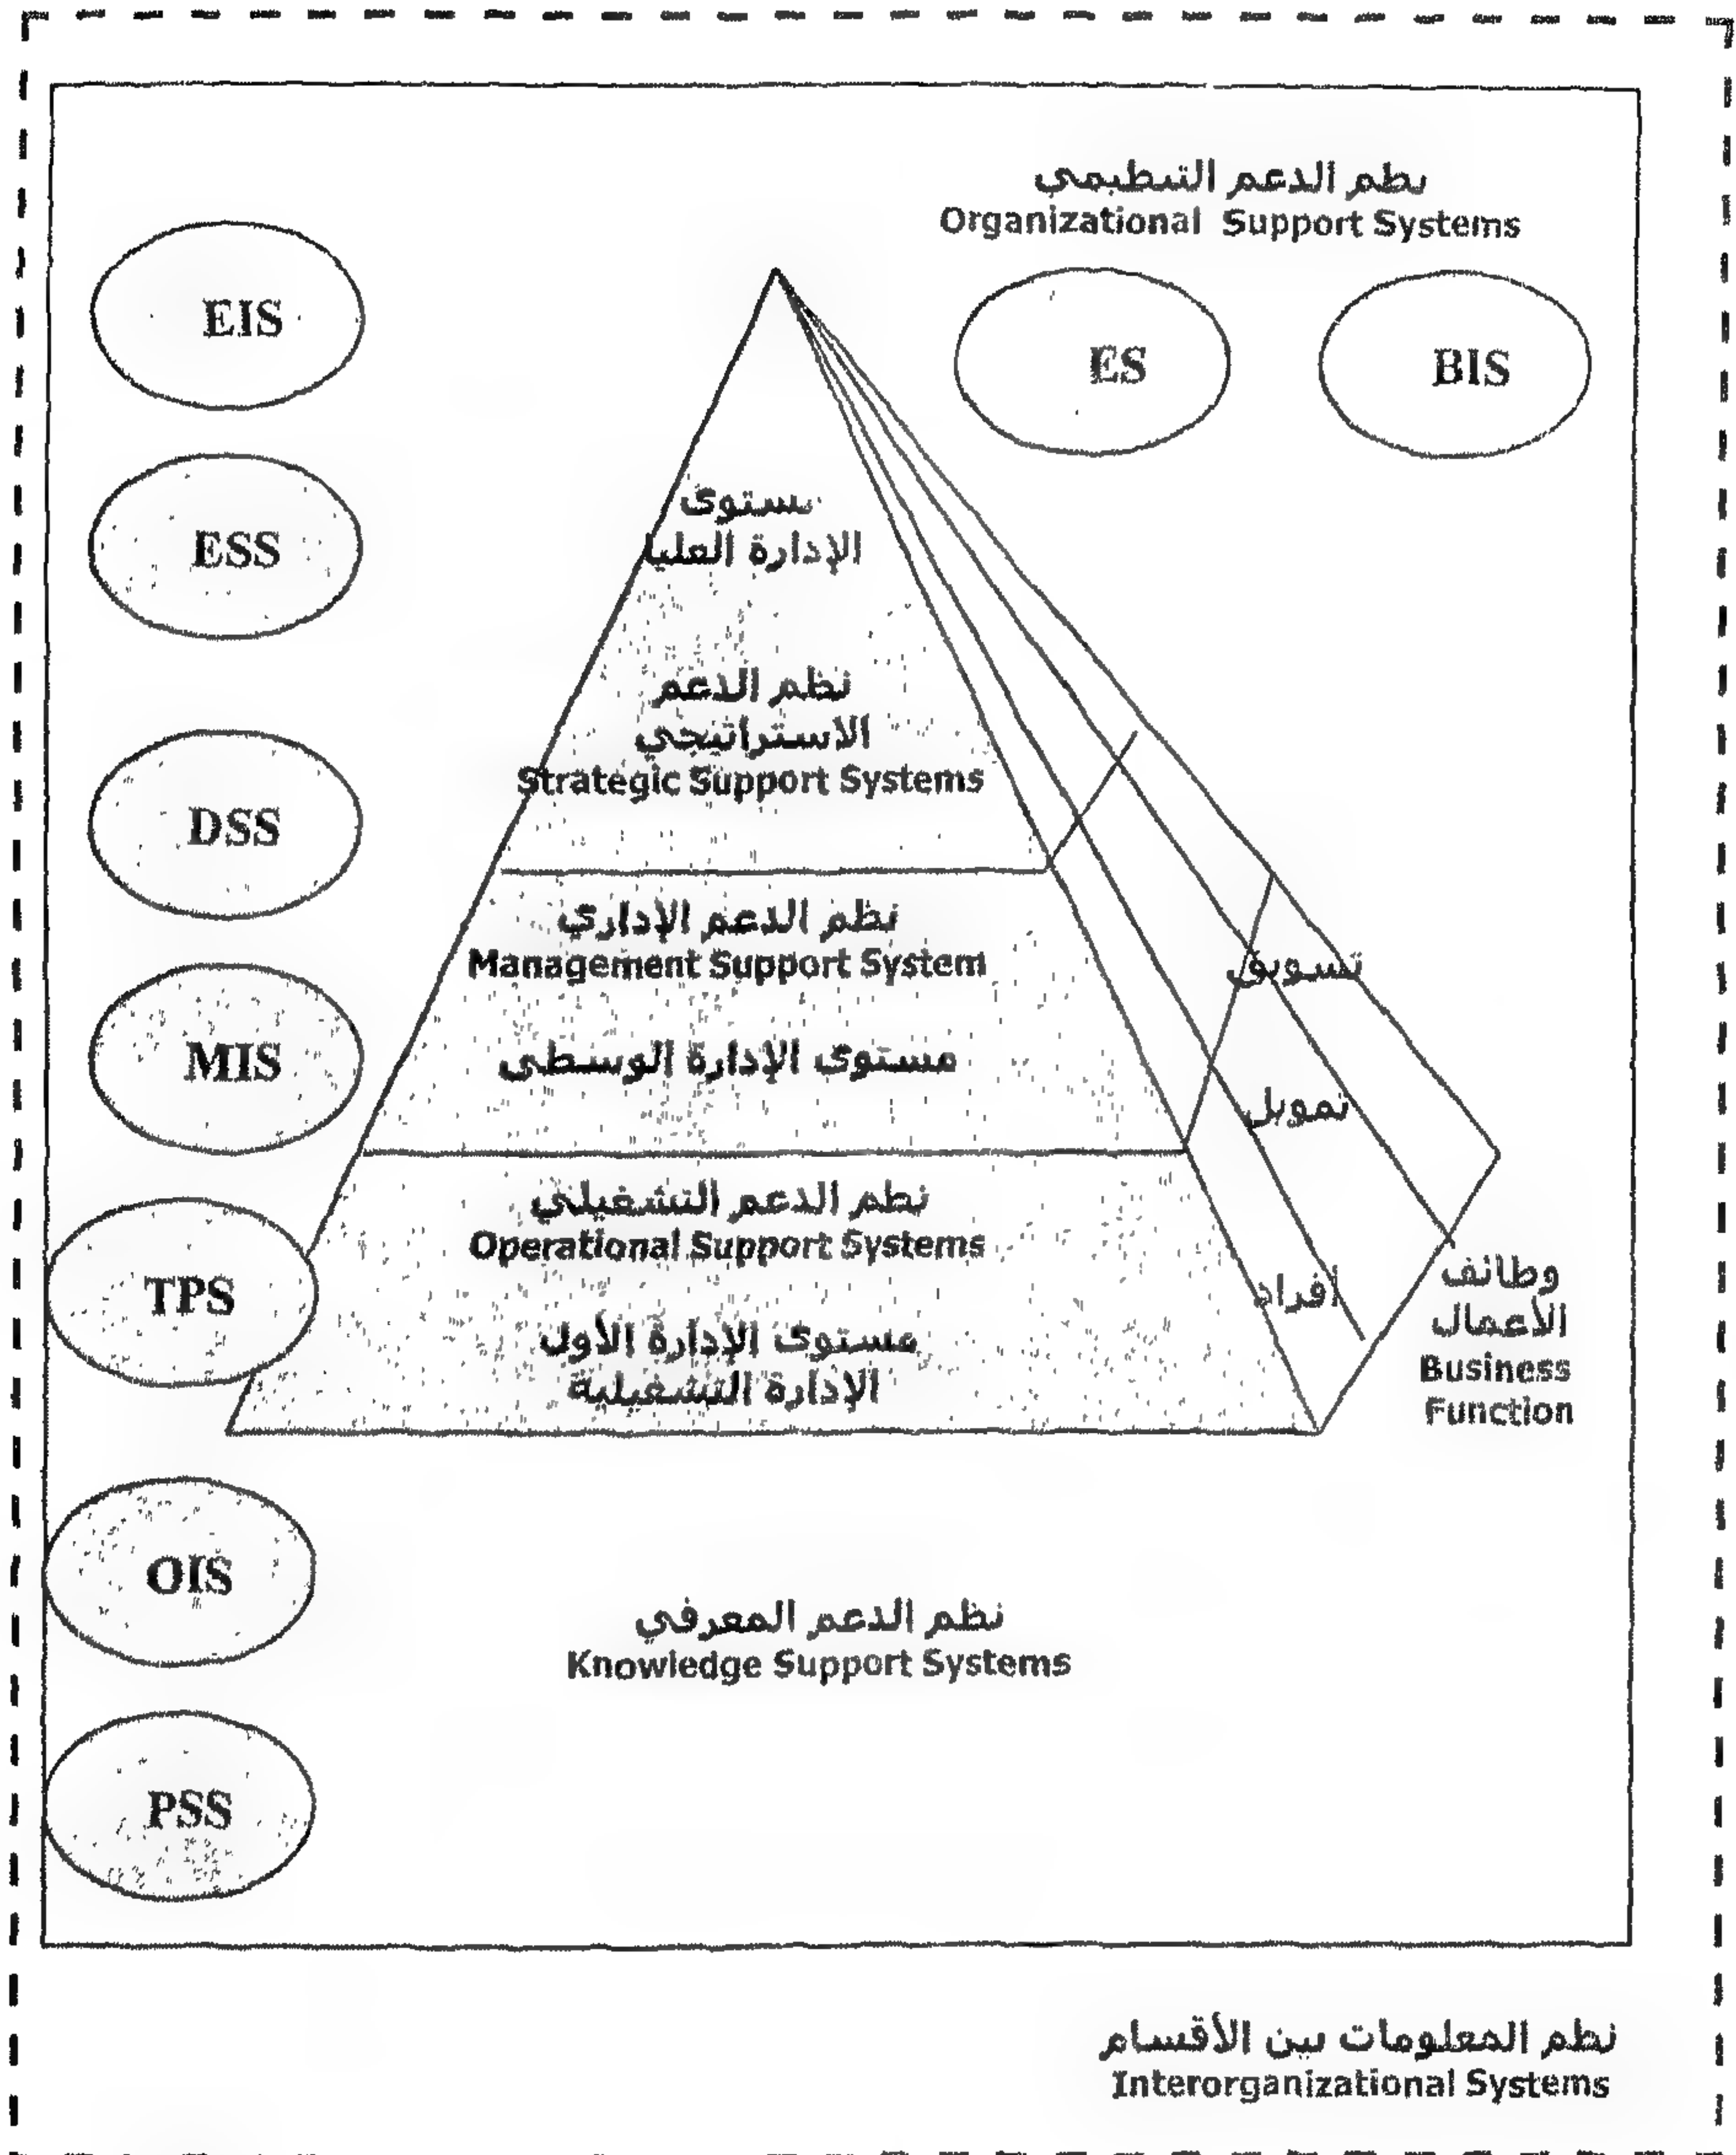 نظم الدعم التنظيمي
Organizational Support Systems
EIS
ES
BIS
ESS
مستوى
الإدارة العليا
نظم الدعم
الاستراتيجي
Strategic Support Systems
DSS
نظم الدعم الإداري
Management Support System
تسويق
MIS
مستوى الإدارة الوسطى
تمويل
نظم الدعم التشغيلي
Operational Support Systems
TPS
أفراد
وظائف
الأعمال
Business
Function
مستوى الإدارة الأول
الإدارة التشغيلية
OIS
نظم الدعم المعرفي
Knowledge Support Systems
PSS
نظم المعلومات بين الأقسام
Interorganizational Systems